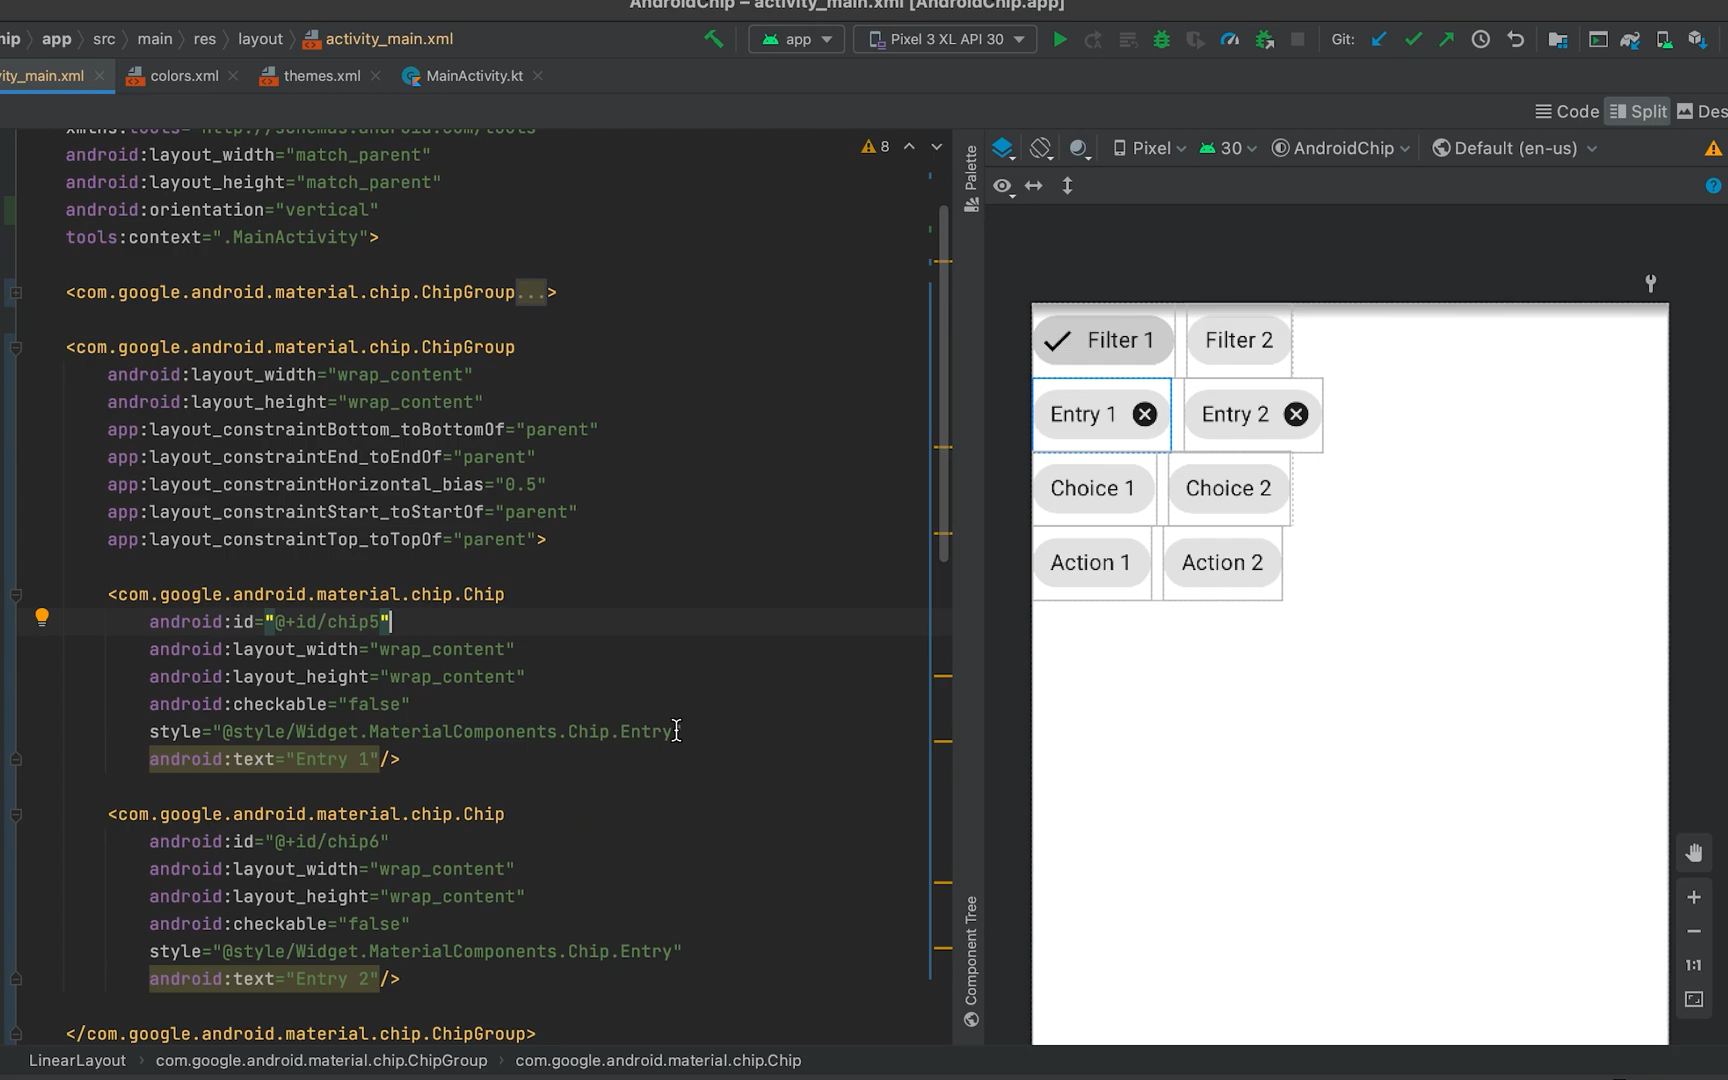 AndroidChip – activity_main.xml [AndroidChip.app]
app src main res layout activity_main.xml app Pixel 3 XL API 30 Git:
ity_main.xml colors.xml themes.xml MainActivity.kt
Code Split
xmlns:tools="http://schemas.android.com/tools"
android:layout_width="match_parent"
android:layout_height="match_parent"
android:orientation="vertical"
tools:context=".MainActivity">
<com.google.android.material.chip.ChipGroup...>
<com.google.android.material.chip.ChipGroup
android:layout_width="wrap_content"
android:layout_height="wrap_content"
app:layout_constraintBottom_toBottomOf="parent"
app:layout_constraintEnd_toEndOf="parent"
app:layout_constraintHorizontal_bias="0.5"
app:layout_constraintStart_toStartOf="parent"
app:layout_constraintTop_toTopOf="parent">
<com.google.android.material.chip.Chip
android:id="@+id/chip5"
android:layout_width="wrap_content"
android:layout_height="wrap_content"
android:checkable="false"
style="@style/Widget.MaterialComponents.Chip.Entry"
android:text="Entry 1"/>
<com.google.android.material.chip.Chip
android:id="@+id/chip6"
android:layout_width="wrap_content"
android:layout_height="wrap_content"
android:checkable="false"
style="@style/Widget.MaterialComponents.Chip.Entry"
android:text="Entry 2"/>
</com.google.android.material.chip.ChipGroup>
8
Palette
Component Tree
Pixel 30 AndroidChip Default (en-us)
Filter 1 Filter 2
Entry 1 Entry 2
Choice 1 Choice 2
Action 1 Action 2
1:1
LinearLayout com.google.android.material.chip.ChipGroup com.google.android.material.chip.Chip